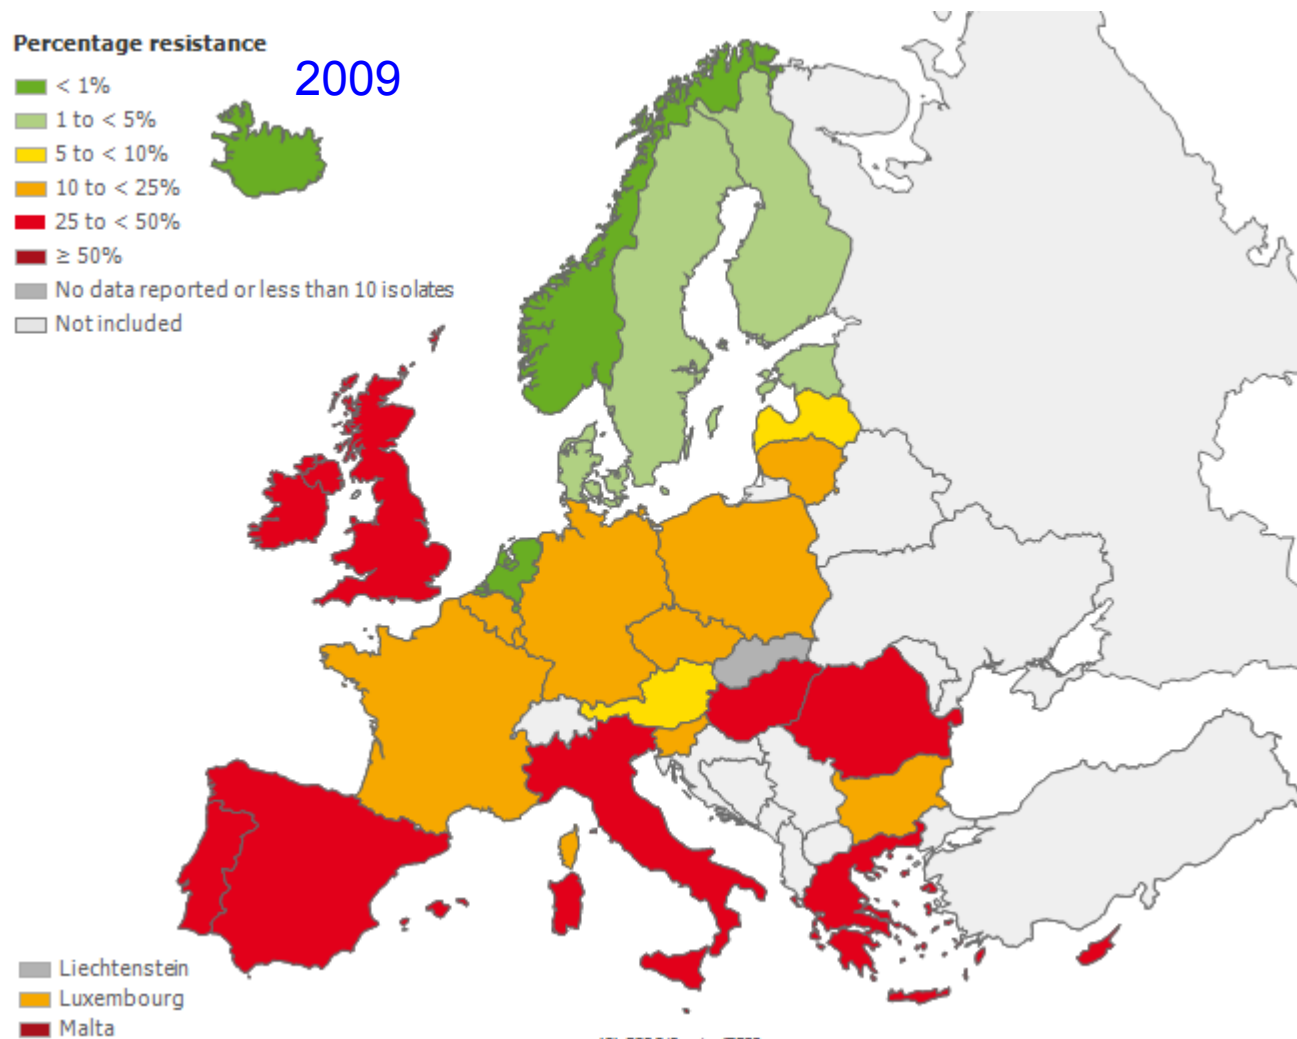 Percentage resistance
2009
< 1%
1 to < 5%
5 to < 10%
10 to < 25%
25 to < 50%
≥ 50%
No data reported or less than 10 isolates
Not included
Liechtenstein
Luxembourg
Malta